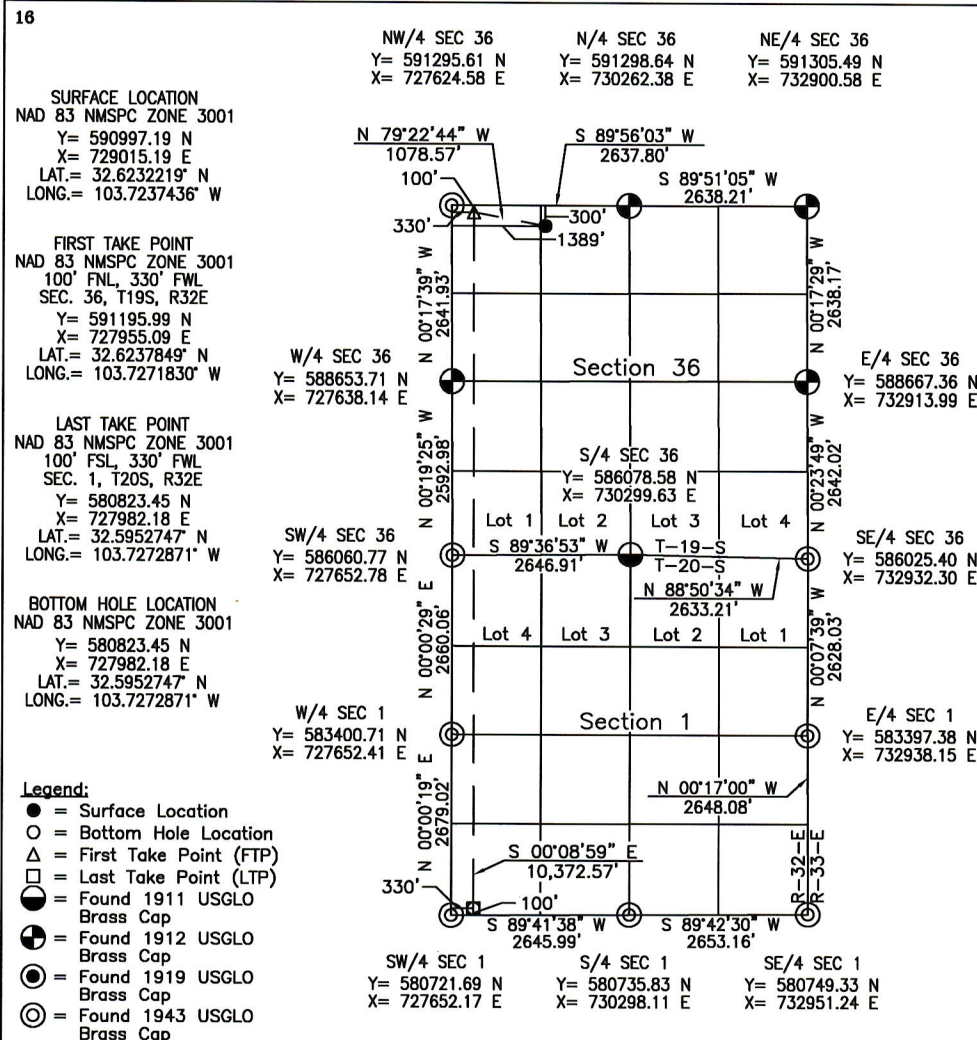 16
SURFACE LOCATION
NAD 83 NMSPC ZONE 3001
Y= 590997.19 N
X= 729015.19 E
LAT.= 32.6232219° N
LONG.= 103.7237436° W
FIRST TAKE POINT
NAD 83 NMSPC ZONE 3001
100' FNL, 330' FWL
SEC. 36, T19S, R32E
Y= 591195.99 N
X= 727955.09 E
LAT.= 32.6237849° N
LONG.= 103.7271830° W
LAST TAKE POINT
NAD 83 NMSPC ZONE 3001
100' FSL, 330' FWL
SEC. 1, T20S, R32E
Y= 580823.45 N
X= 727982.18 E
LAT.= 32.5952747° N
LONG.= 103.7272871° W
BOTTOM HOLE LOCATION
NAD 83 NMSPC ZONE 3001
Y= 580823.45 N
X= 727982.18 E
LAT.= 32.5952747° N
LONG.= 103.7272871° W
Legend:
= Surface Location
= Bottom Hole Location
= First Take Point (FTP)
= Last Take Point (LTP)
= Found 1911 USGLO
Brass Cap
= Found 1912 USGLO
Brass Cap
= Found 1919 USGLO
Brass Cap
= Found 1943 USGLO
Brass Cap
NW/4 SEC 36
Y= 591295.61 N
X= 727624.58 E
N/4 SEC 36
Y= 591298.64 N
X= 730262.38 E
NE/4 SEC 36
Y= 591305.49 N
X= 732900.58 E
N 79°22'44" W
1078.57'
S 89°56'03" W
2637.80'
S 89°51'05" W
2638.21'
100'
330'
300'
1389'
N 00°17'39" W
2641.93'
N 00°17'29" W
2638.17'
W/4 SEC 36
Y= 588653.71 N
X= 727638.14 E
Section 36
E/4 SEC 36
Y= 588667.36 N
X= 732913.99 E
N 00°19'25" W
2592.98'
S/4 SEC 36
Y= 586078.58 N
X= 730299.63 E
N 00°23'49" W
2642.02'
Lot 1 Lot 2 Lot 3 Lot 4
SW/4 SEC 36
Y= 586060.77 N
X= 727652.78 E
S 89°36'53" W
2646.91'
T-19-S
T-20-S
N 88°50'34" W
2633.21'
SE/4 SEC 36
Y= 586025.40 N
X= 732932.30 E
N 00°00'29" E
2660.06'
Lot 4 Lot 3 Lot 2 Lot 1
N 00°07'39" W
2628.03'
W/4 SEC 1
Y= 583400.71 N
X= 727652.41 E
Section 1
E/4 SEC 1
Y= 583397.38 N
X= 732938.15 E
N 00°00'19" E
2679.02'
N 00°17'00" W
2648.08'
S 00°08'59" E
10,372.57'
R-32-E
R-33-E
330'
100'
S 89°41'38" W
2645.99'
S 89°42'30" W
2653.16'
SW/4 SEC 1
Y= 580721.69 N
X= 727652.17 E
S/4 SEC 1
Y= 580735.83 N
X= 730298.11 E
SE/4 SEC 1
Y= 580749.33 N
X= 732951.24 E